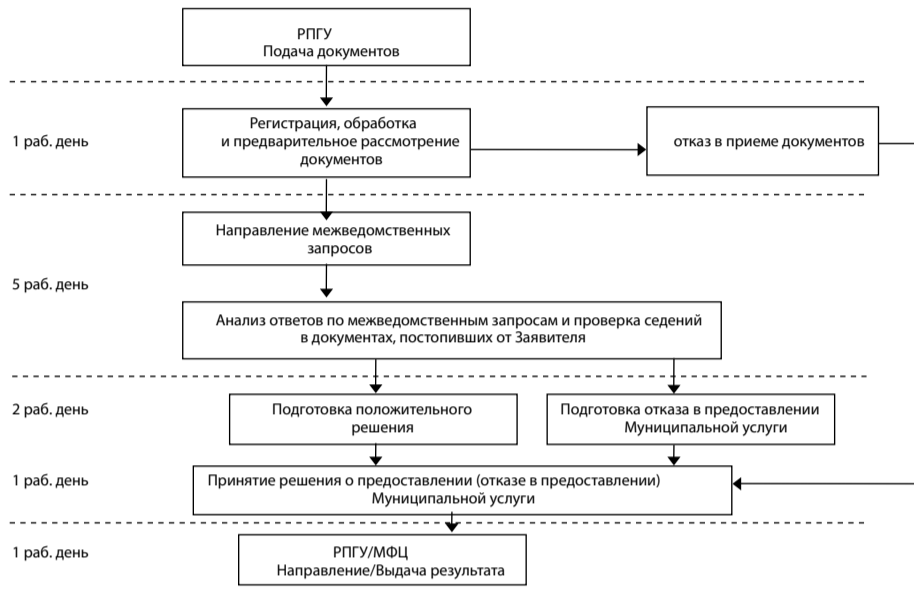 РПГУ
Подача документов
1 раб. день
Регистрация, обработка
и предварительное рассмотрение
документов
отказ в приеме документов
Направление межведомственных
запросов
5 раб. день
Анализ ответов по межведомственным запросам и проверка седений
в документах, постопивших от Заявителя
2 раб. день
Подготовка положительного
решения
Подготовка отказа в предоставлении
Муниципальной услуги
1 раб. день
Принятие решения о предоставлении (отказе в предоставлении)
Муниципальной услуги
1 раб. день
РПГУ/МФЦ
Направление/Выдача результата